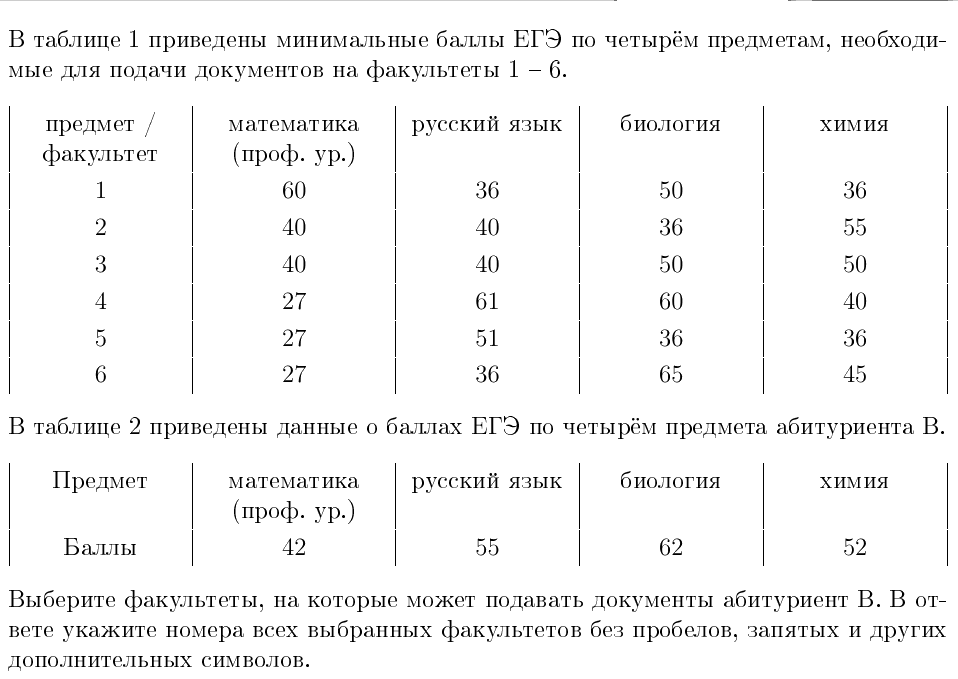 В таблице 1 приведены минимальные баллы ЕГЭ по четырём предметам, необходи-
мые для подачи документов на факультеты 1 – 6.
предмет / математика русский язык биология химия
факультет (проф. ур.)
1 60 36 50 36
2 40 40 36 55
3 40 40 50 50
4 27 61 60 40
5 27 51 36 36
6 27 36 65 45
В таблице 2 приведены данные о баллах ЕГЭ по четырём предмета абитуриента В.
Предмет математика русский язык биология химия
(проф. ур.)
Баллы 42 55 62 52
Выберите факультеты, на которые может подавать документы абитуриент В. В от-
вете укажите номера всех выбранных факультетов без пробелов, запятых и других
дополнительных символов.